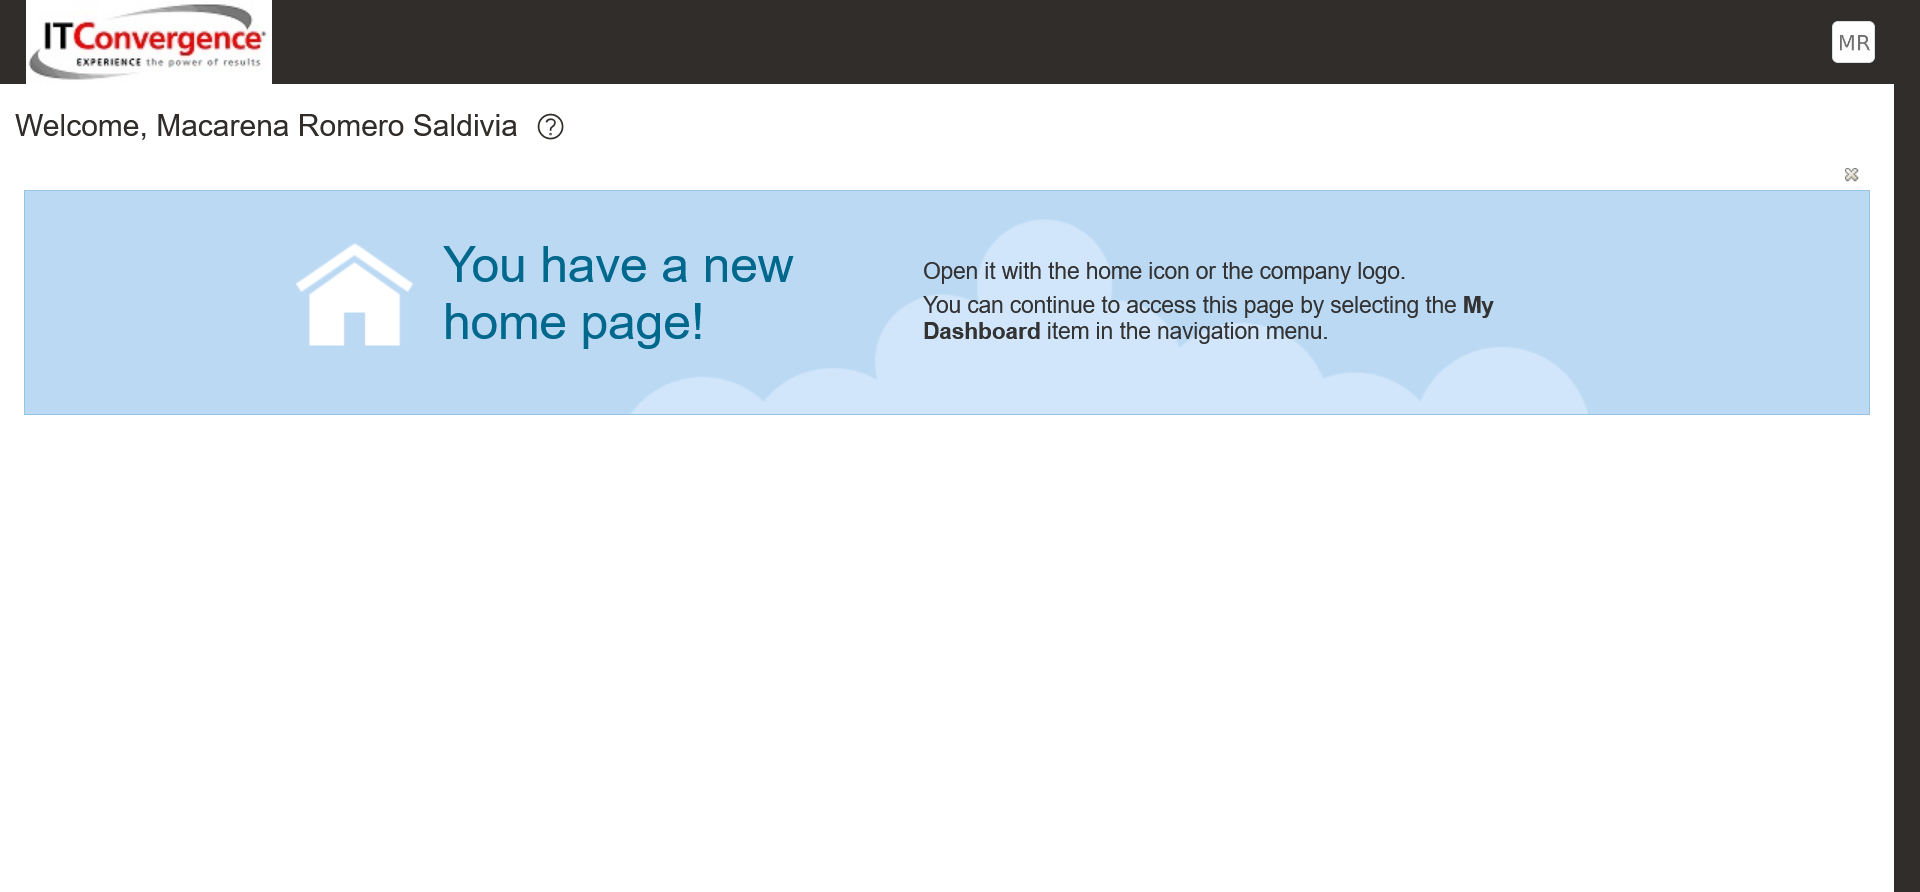 ITConvergence
EXPERIENCE the power of results
MR
Welcome, Macarena Romero Saldivia ?
You have a new
home page!
Open it with the home icon or the company logo.
You can continue to access this page by selecting the My
Dashboard item in the navigation menu.